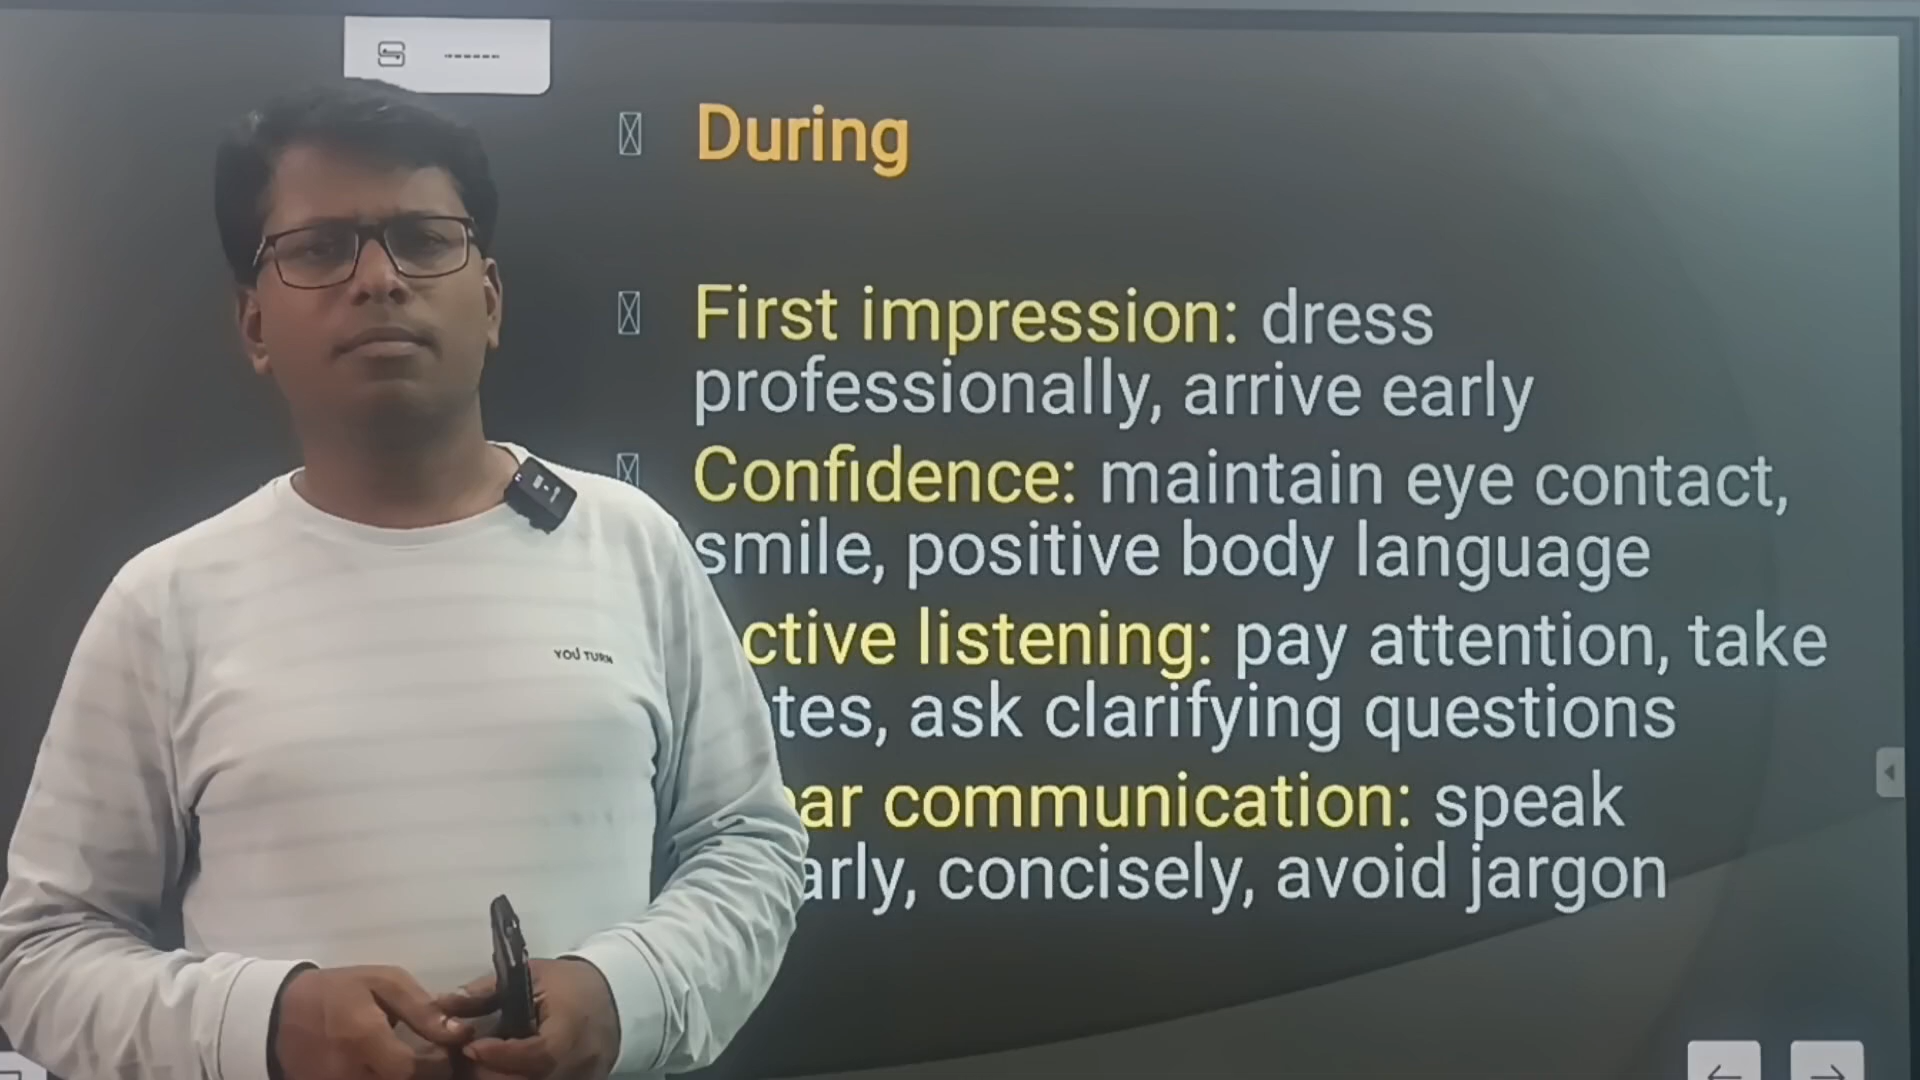 During
First impression: dress
professionally, arrive early
Confidence: maintain eye contact,
smile, positive body language
ctive listening: pay attention, take
tes, ask clarifying questions
ar communication: speak
arly, concisely, avoid jargon
YOU TURN